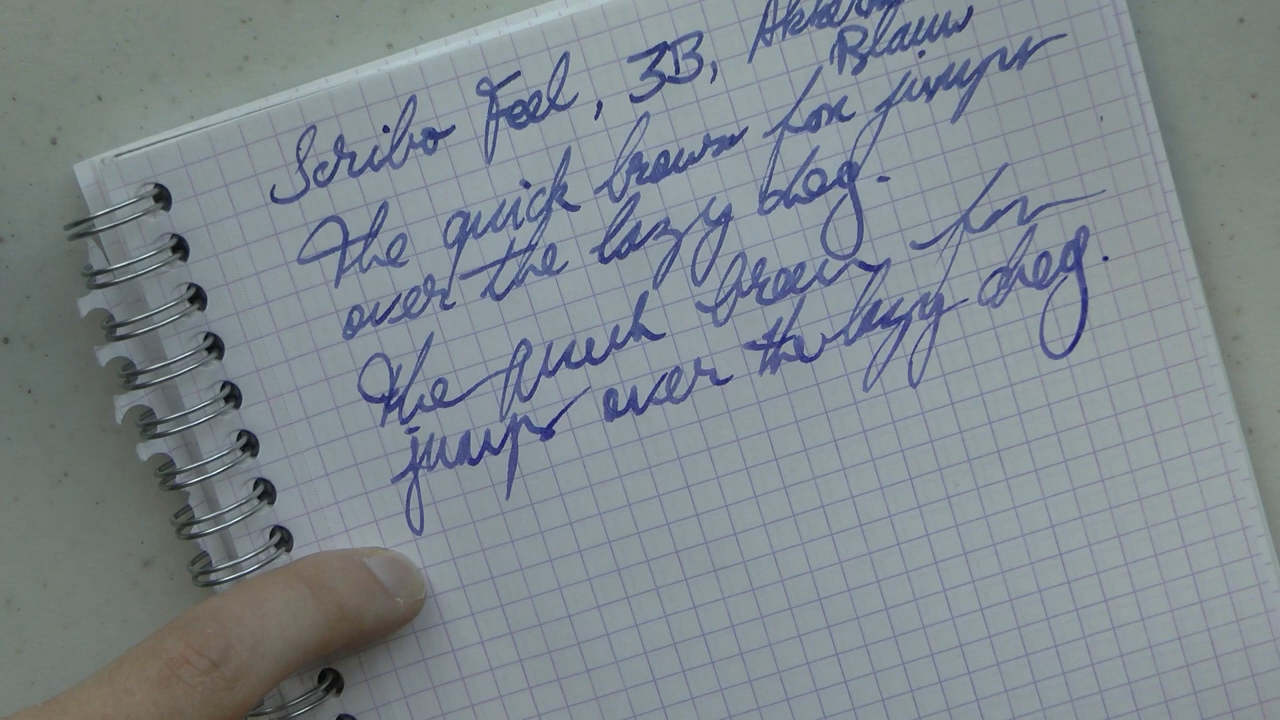 Scribo Feel, 3B,
Blauw
The quick brown fox jumps
over the lazy dog.
The quick brown fox
jumps over the lazy dog.